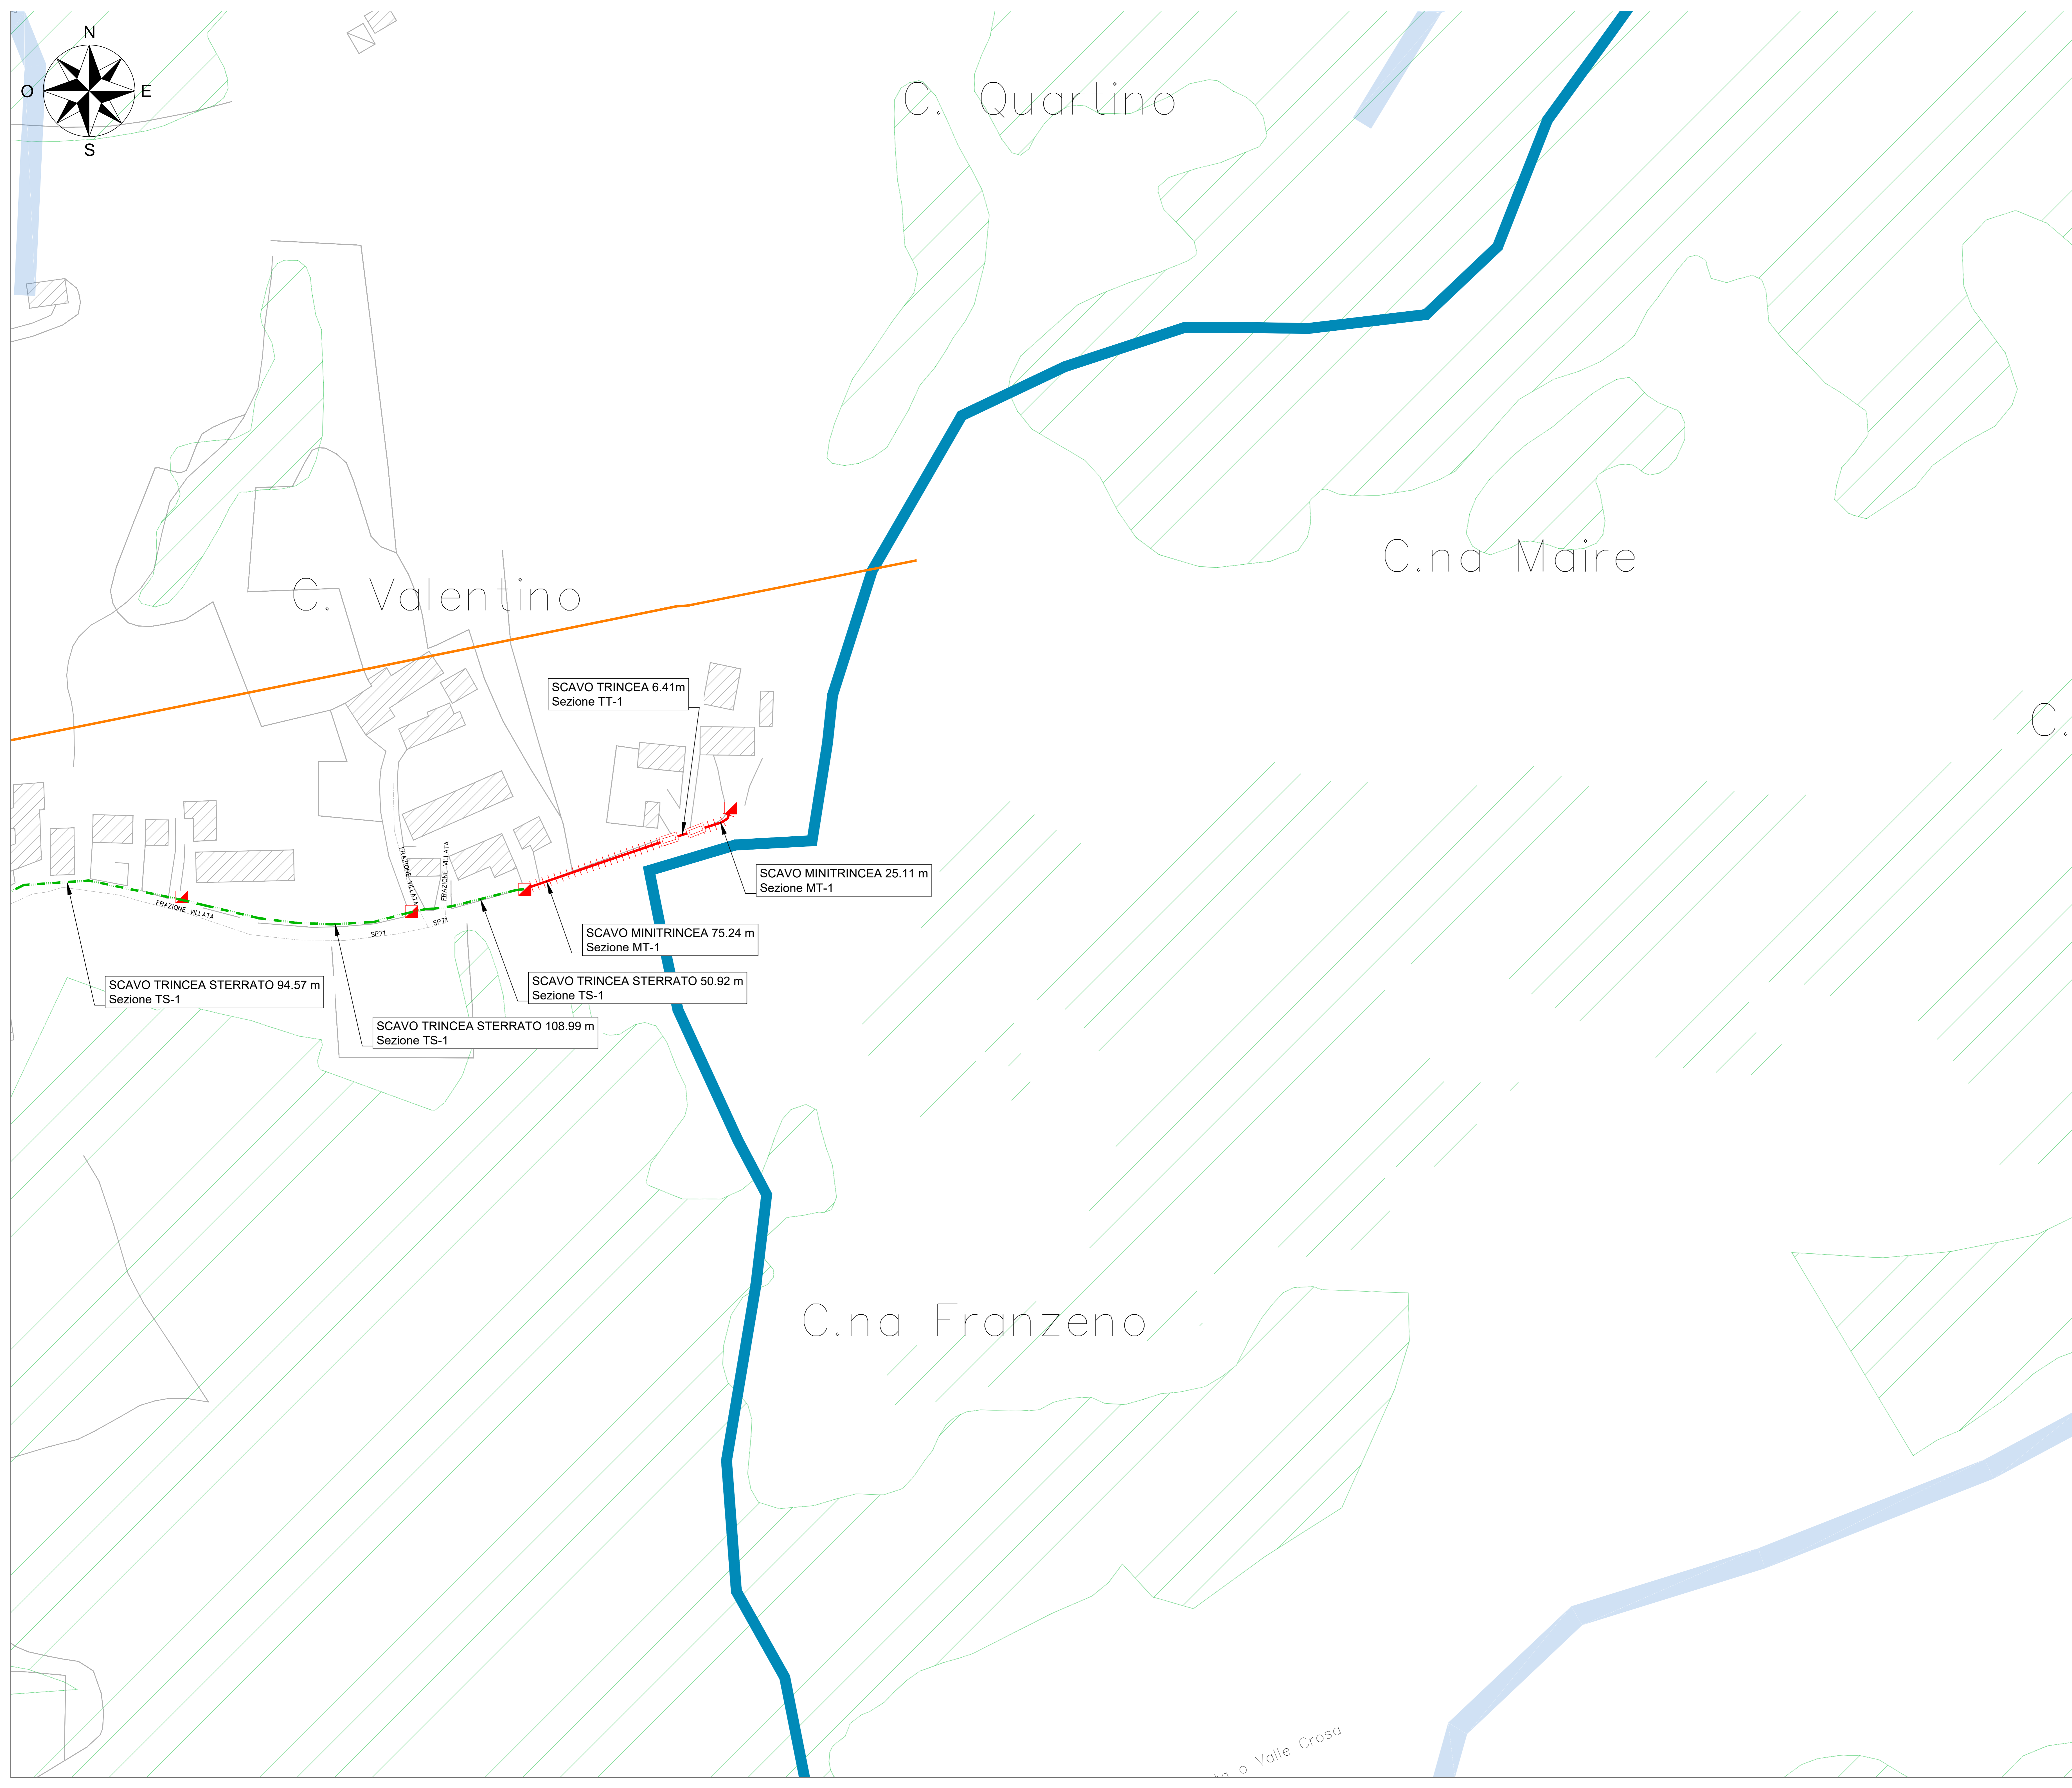 N
O
E
S
C. Quartino
C.na Maire
C. Valentino
SCAVO TRINCEA 6.41m
Sezione TT-1
C.
SCAVO MINITRINCEA 25.11 m
Sezione MT-1
FRAZIONE VILLATA
FRAZIONE VILLATA
FRAZIONE VILLATA
SP71
SP71
SCAVO MINITRINCEA 75.24 m
Sezione MT-1
SCAVO TRINCEA STERRATO 94.57 m
Sezione TS-1
SCAVO TRINCEA STERRATO 50.92 m
Sezione TS-1
SCAVO TRINCEA STERRATO 108.99 m
Sezione TS-1
C.na Franzeno
o Valle Crosa